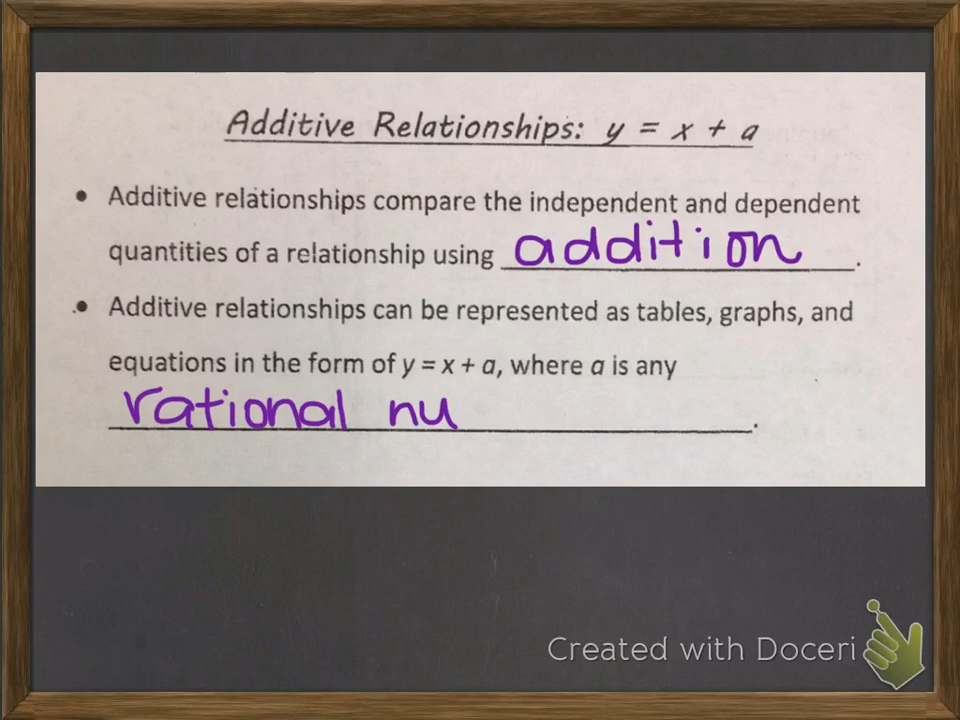 Additive Relationships: y = x + a
• Additive relationships compare the independent and dependent
quantities of a relationship using addition.
• Additive relationships can be represented as tables, graphs, and
equations in the form of y = x + a, where a is any
rational nu.
Created with Doceri